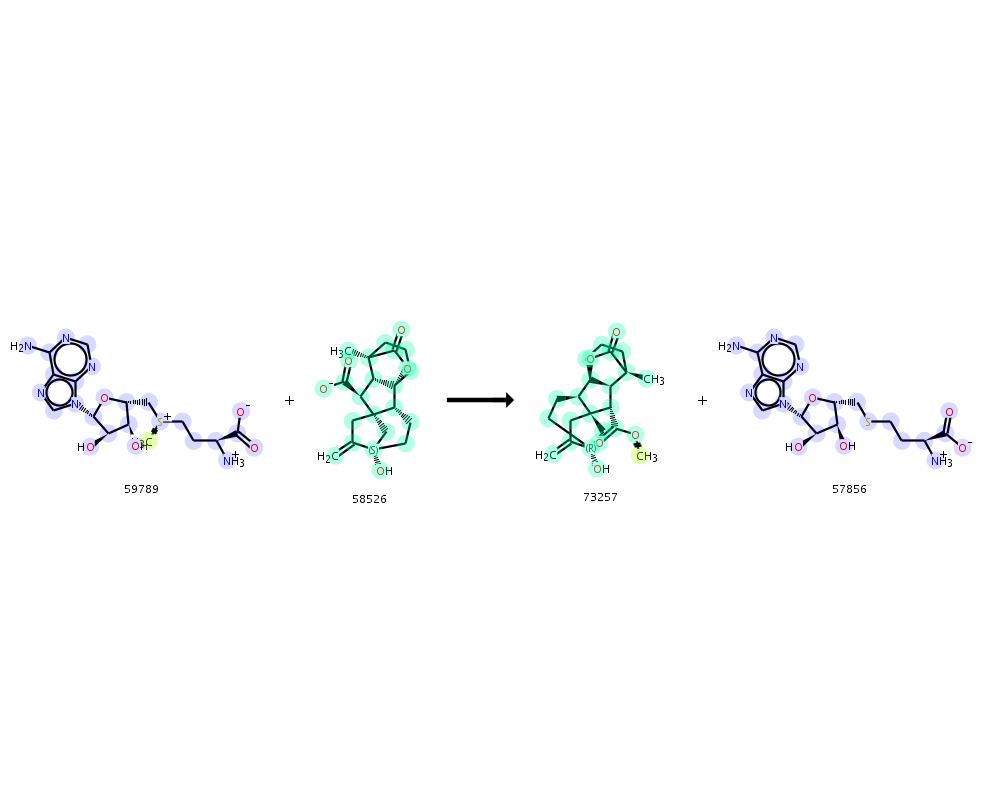 59789
+
58526
73257
+
57856
H₂N N N N N O HO OH C S + NH₃ + O⁻ O
O H₃C O O⁻ O H₂C (S) OH
O O CH₃ O O CH₃ H₂C (R) OH
H₂N N N N N O HO OH S NH₃ + O O⁻